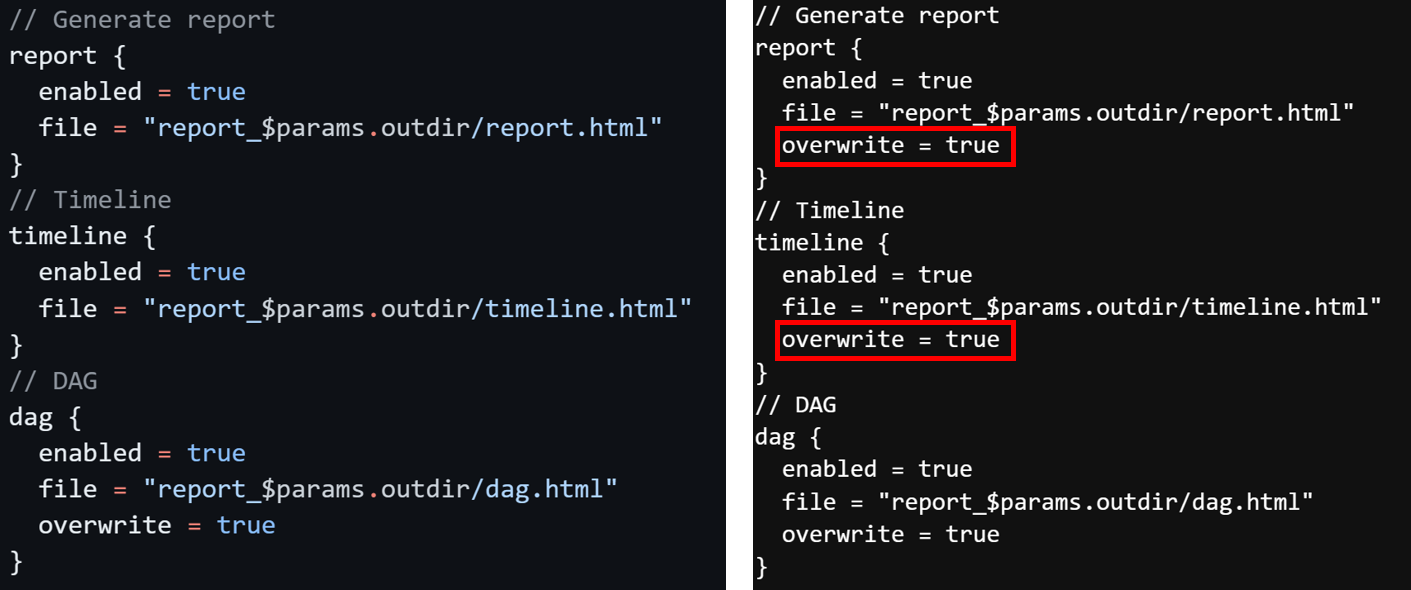 // Generate report
report {
  enabled = true
  file = "report_$params.outdir/report.html"
}
// Timeline
timeline {
  enabled = true
  file = "report_$params.outdir/timeline.html"
}
// DAG
dag {
  enabled = true
  file = "report_$params.outdir/dag.html"
  overwrite = true
}
// Generate report
report {
  enabled = true
  file = "report_$params.outdir/report.html"
  overwrite = true
}
// Timeline
timeline {
  enabled = true
  file = "report_$params.outdir/timeline.html"
  overwrite = true
}
// DAG
dag {
  enabled = true
  file = "report_$params.outdir/dag.html"
  overwrite = true
}